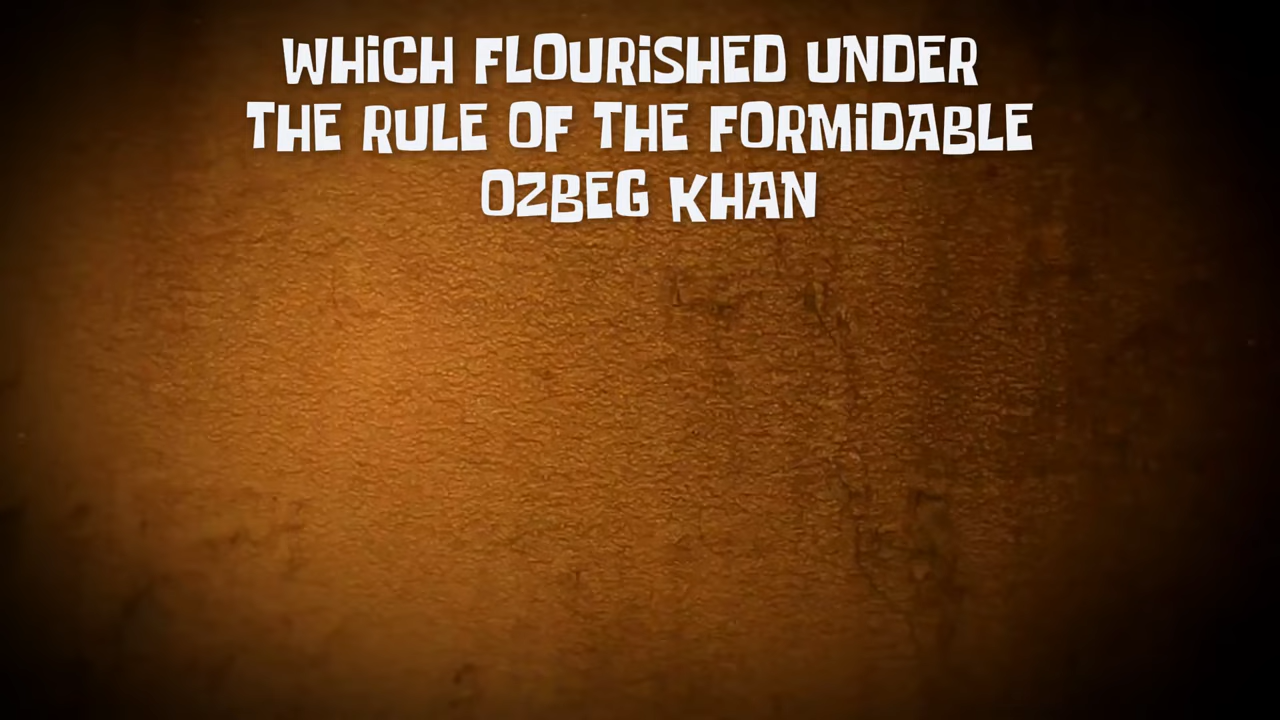 WHiCH FLOURiSHED UNDER
THE RULE OF THE FORMiDABLE
OZBEG KHAN